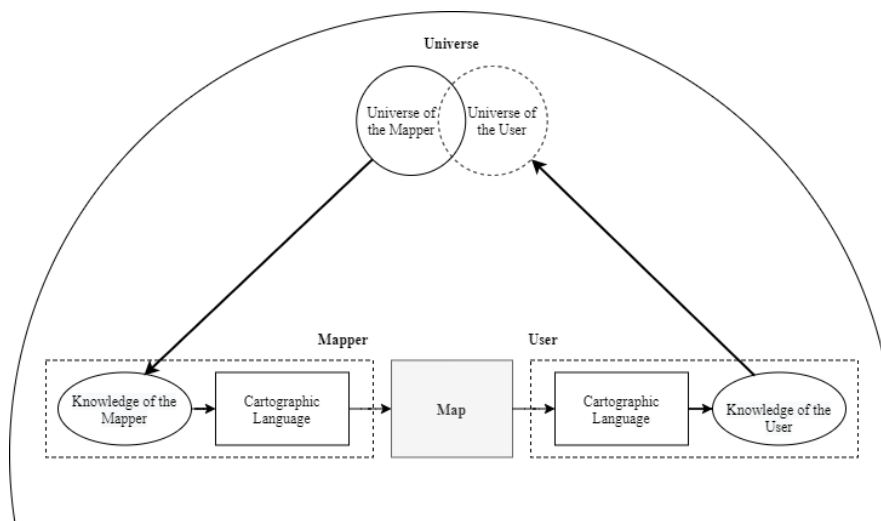 Universe
Universe of
the Mapper
Universe of
the User
Mapper
User
Knowledge of the
Mapper
Cartographic
Language
Map
Cartographic
Language
Knowledge of the
User